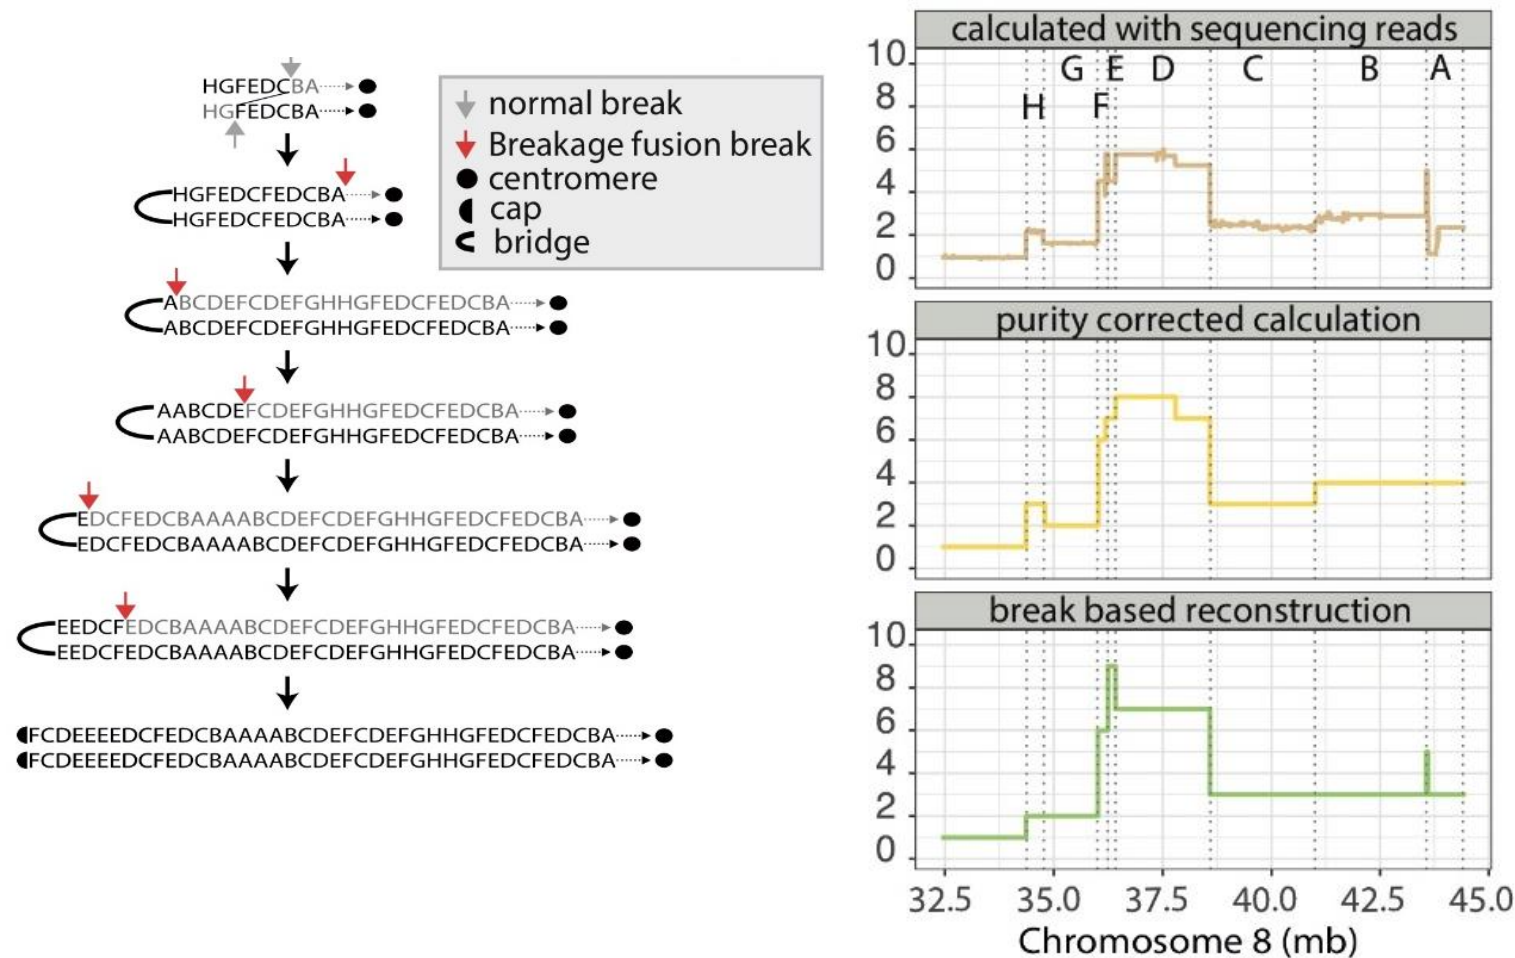 HGFEDCBA
HGFEDCBA
HGFEDCFEDCBA
HGFEDCFEDCBA
ABCDEFCDEFGHHGFEDCFEDCBA
ABCDEFCDEFGHHGFEDCFEDCBA
AABCDEFCDEFGHHGFEDCFEDCBA
AABCDEFCDEFGHHGFEDCFEDCBA
EDCFEDCBAAAABCDEFCDEFGHHGFEDCFEDCBA
EDCFEDCBAAAABCDEFCDEFGHHGFEDCFEDCBA
EEDCFEDCBAAAABCDEFCDEFGHHGFEDCFEDCBA
EEDCFEDCBAAAABCDEFCDEFGHHGFEDCFEDCBA
FCDEEEEDCFEDCBAAAABCDEFCDEFGHHGFEDCFEDCBA
FCDEEEEDCFEDCBAAAABCDEFCDEFGHHGFEDCFEDCBA
normal break
Breakage fusion break
centromere
cap
bridge
calculated with sequencing reads
10
8
6
4
2
0
G E D C B A
H F
purity corrected calculation
10
8
6
4
2
0
break based reconstruction
10
8
6
4
2
0
32.5 35.0 37.5 40.0 42.5 45.0
Chromosome 8 (mb)